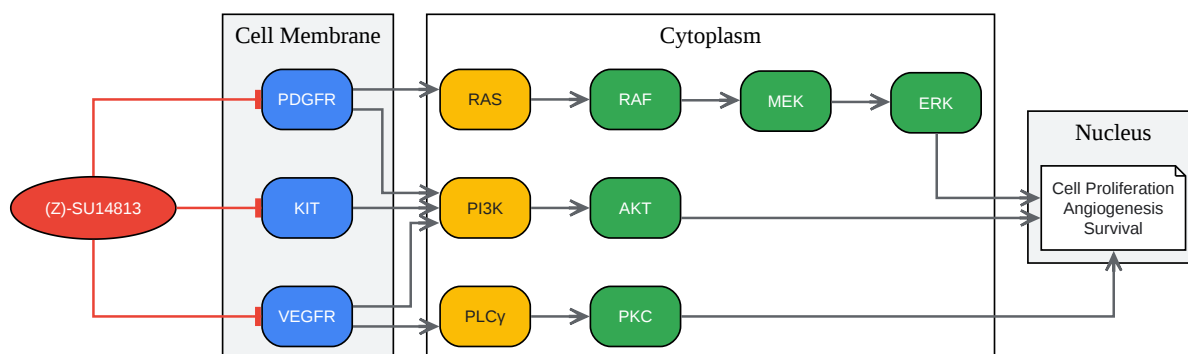 Cell Membrane
Cytoplasm
PDGFR
RAS
RAF
MEK
ERK
Nucleus
(Z)-SU14813
KIT
PI3K
AKT
Cell Proliferation
Angiogenesis
Survival
VEGFR
PLCγ
PKC